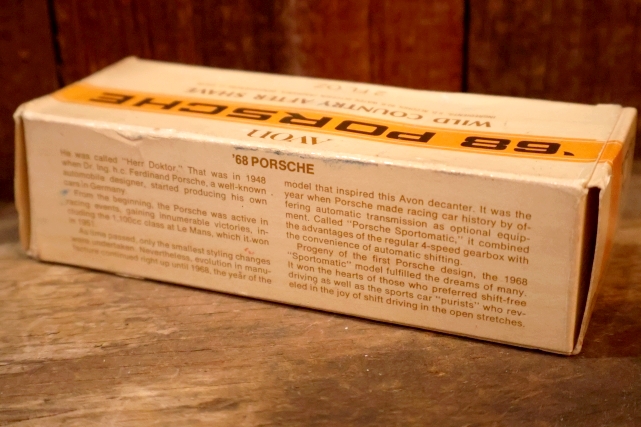 '68 PORSCHE
AVON
WILD COUNTRY AFTER SHAVE
2 FL. OZ.
'68 PORSCHE
He was called "Herr Doktor." That was in 1948
when Dr. Ing. h.c. Ferdinand Porsche, a well-known
automobile designer, started producing his own
cars in Germany.
From the beginning, the Porsche was active in
racing events, gaining innumerable victories, in-
cluding the 1,100cc class at Le Mans, which it won
in 1951.
As time passed, only the smallest styling changes
were undertaken. Nevertheless, evolution in manu-
continued right up until 1968, the year of the
model that inspired this Avon decanter. It was the
year when Porsche made racing car history by of-
fering automatic transmission as optional equip-
ment. Called "Porsche Sportomatic," it combined
the advantages of the regular 4-speed gearbox with
the convenience of automatic shifting.
Progeny of the first Porsche design, the 1968
"Sportomatic" model fulfilled the dreams of many.
It won the hearts of those who preferred shift-free
driving as well as the sports car "purists" who rev-
eled in the joy of shift driving in the open stretches.